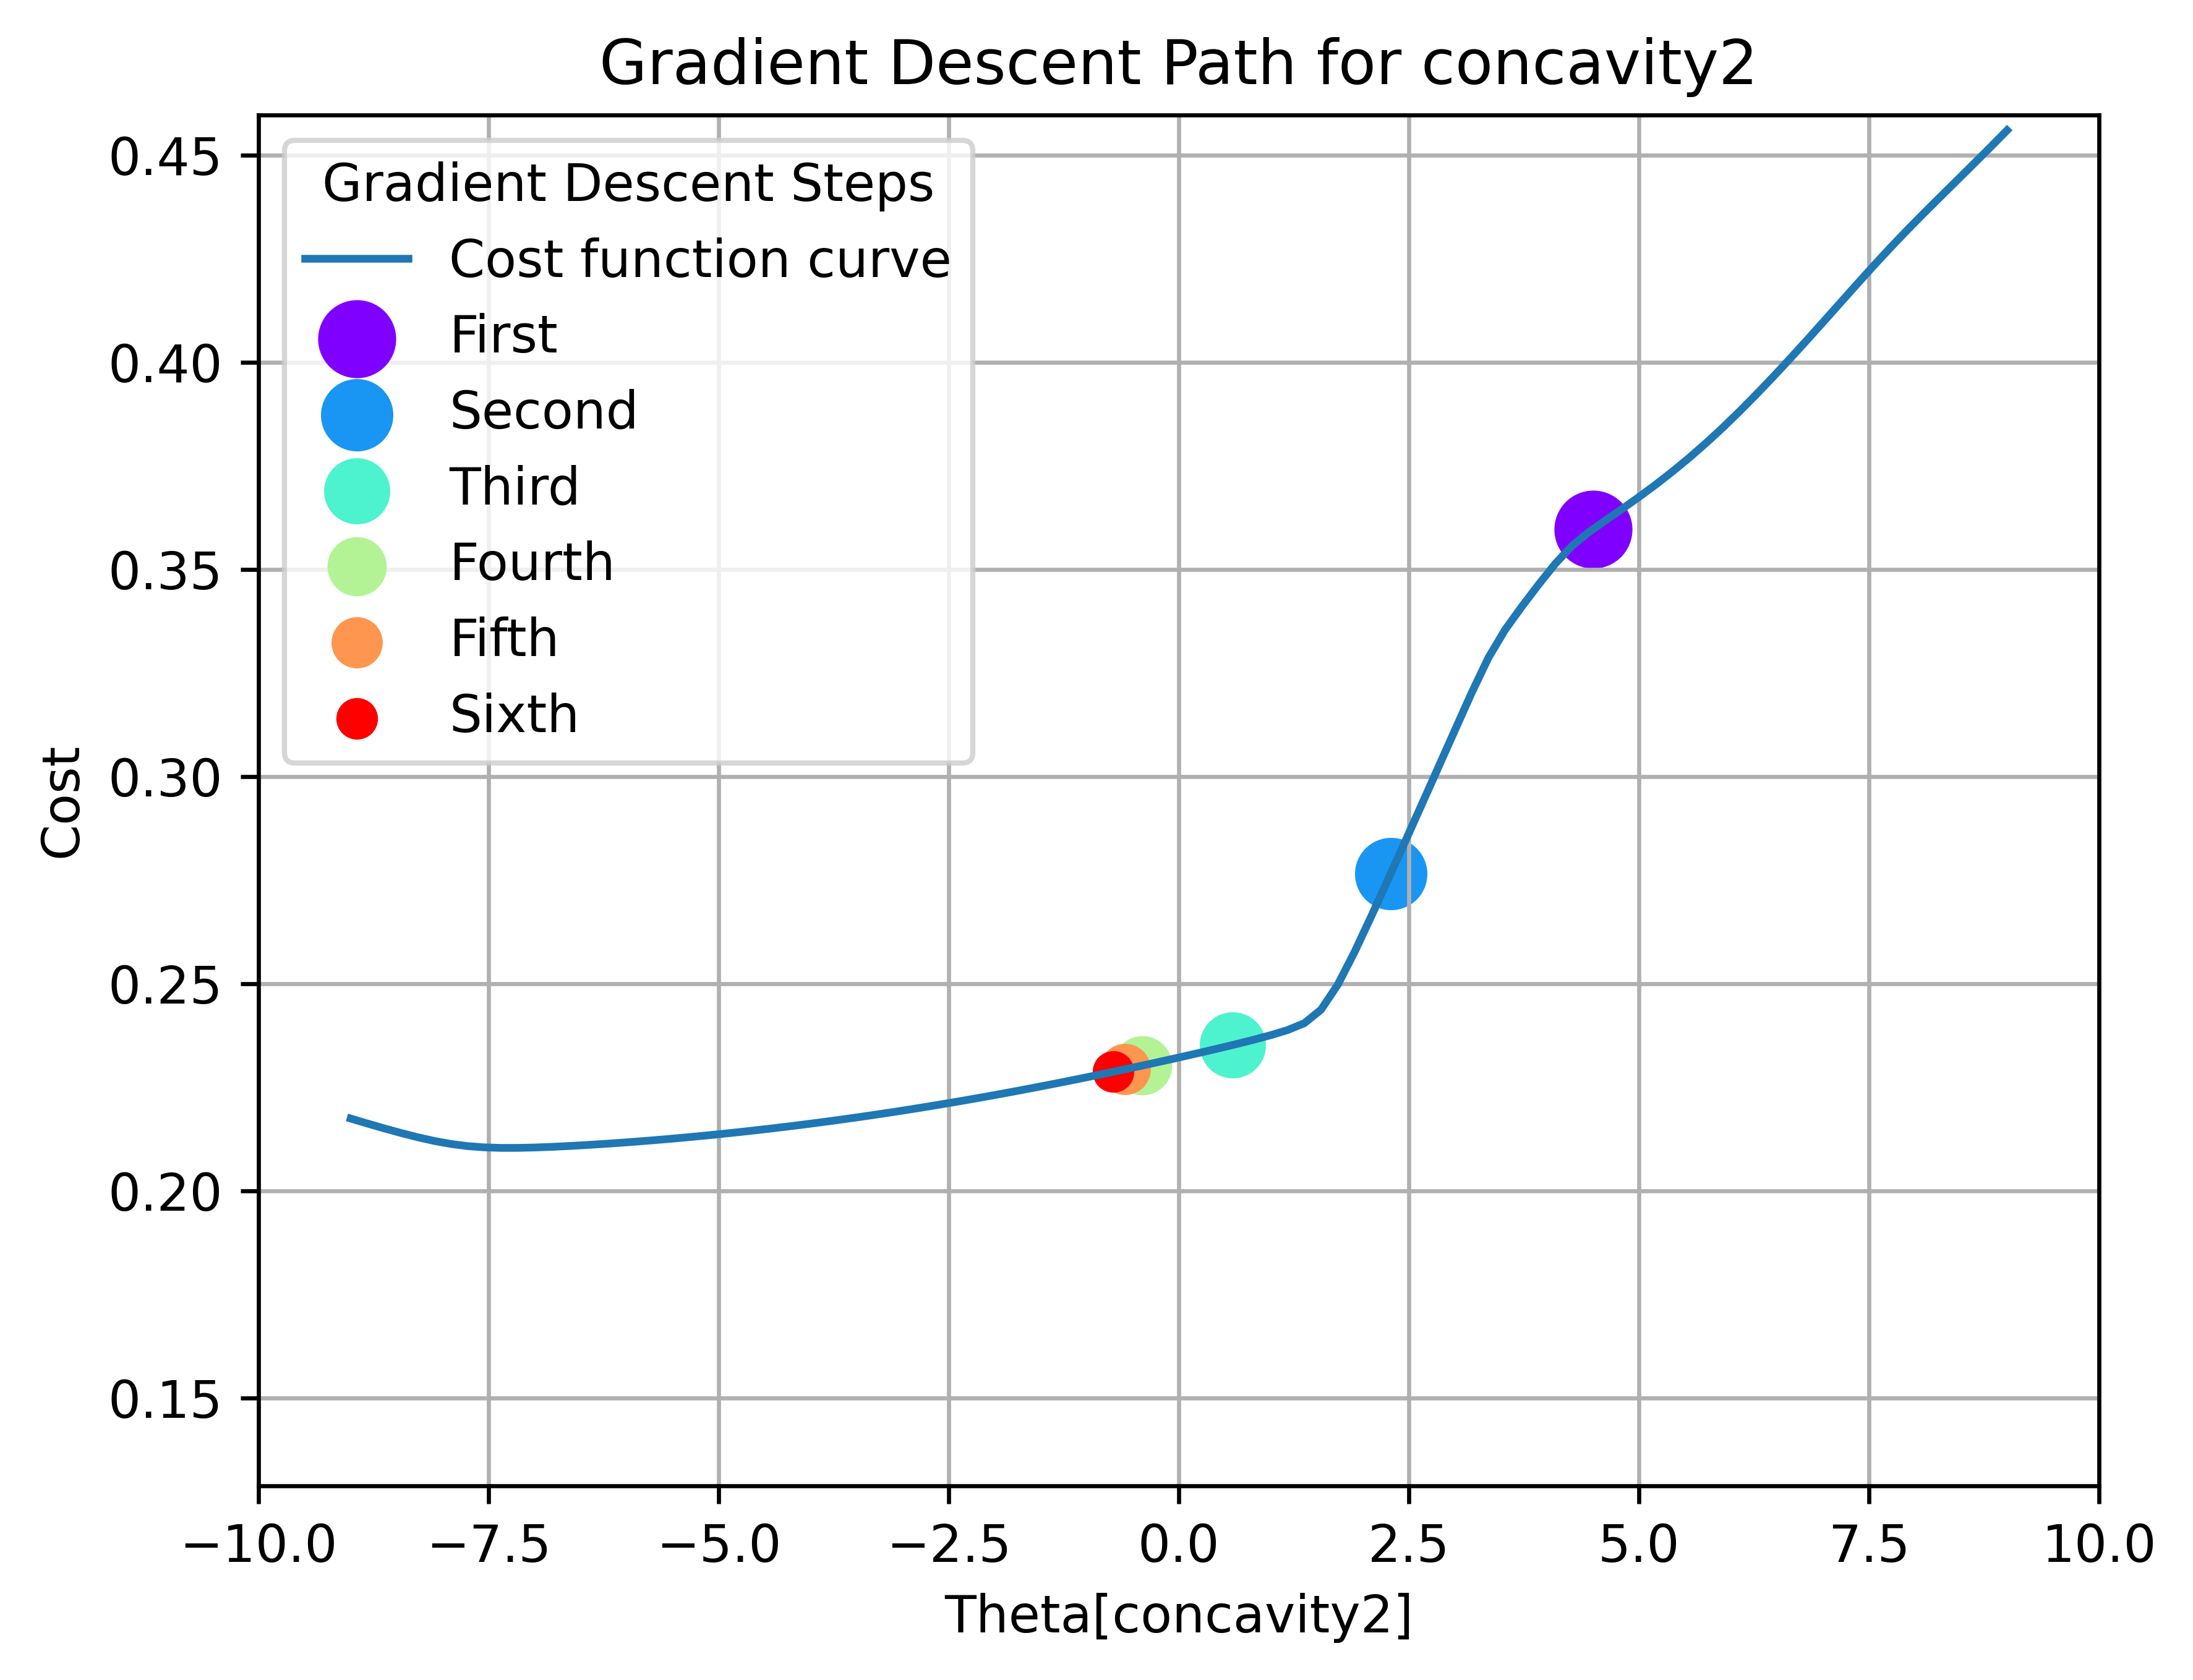 Gradient Descent Path for concavity2
Gradient Descent Steps
Cost function curve
First
Second
Third
Fourth
Fifth
Sixth
0.45
0.40
0.35
0.30
0.25
0.20
0.15
Cost
−10.0 −7.5 −5.0 −2.5 0.0 2.5 5.0 7.5 10.0
Theta[concavity2]